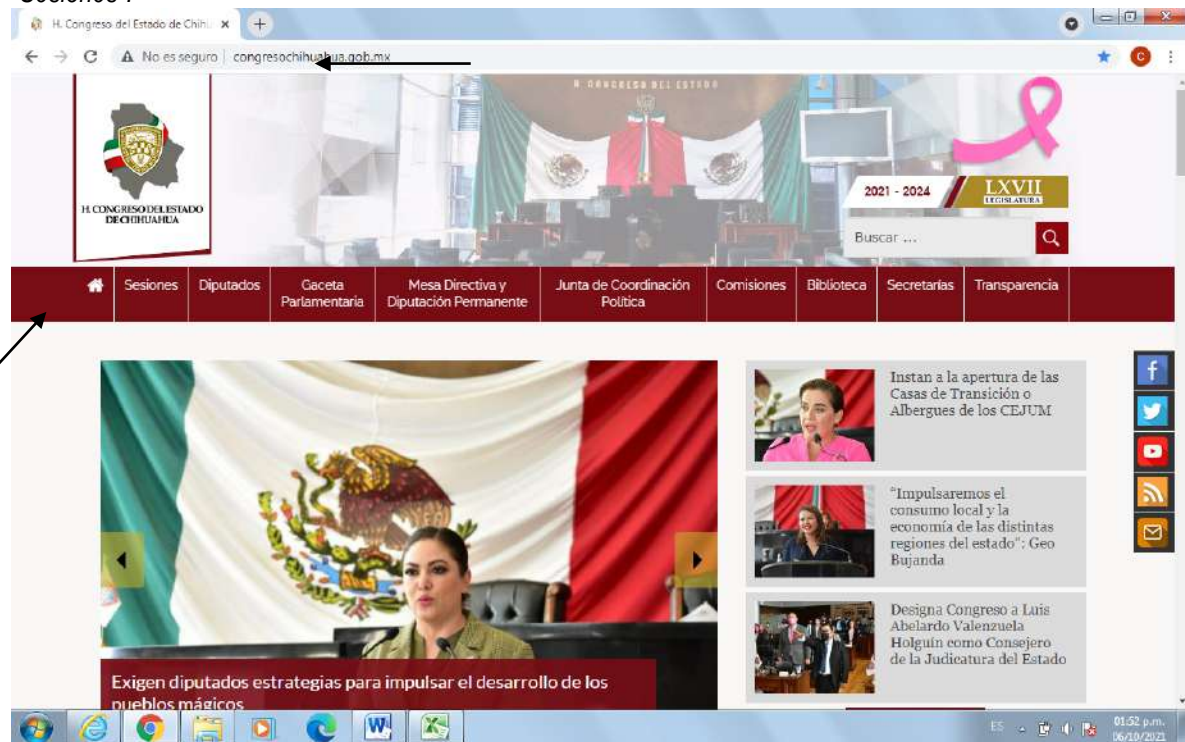 H. Congreso del Estado de Chihu
No es seguro | congresochihuahua.gob.mx
H. CONGRESO DEL ESTADO
H. CONGRESO DEL ESTADO
DE CHIHUAHUA
2021 - 2024
LXVII
LEGISLATURA
Buscar ...
Sesiones
Diputados
Gaceta
Parlamentaria
Mesa Directiva y
Diputación Permanente
Junta de Coordinación
Política
Comisiones
Biblioteca
Secretarías
Transparencia
Exigen diputados estrategias para impulsar el desarrollo de los
pueblos mágicos
Instan a la apertura de las
Casas de Transición o
Albergues de los CEJUM
“Impulsaremos el
consumo local y la
economía de las distintas
regiones del estado”: Geo
Bujanda
Designa Congreso a Luis
Abelardo Valenzuela
Holguín como Consejero
de la Judicatura del Estado
ES
01:52 p.m.
06/10/2021